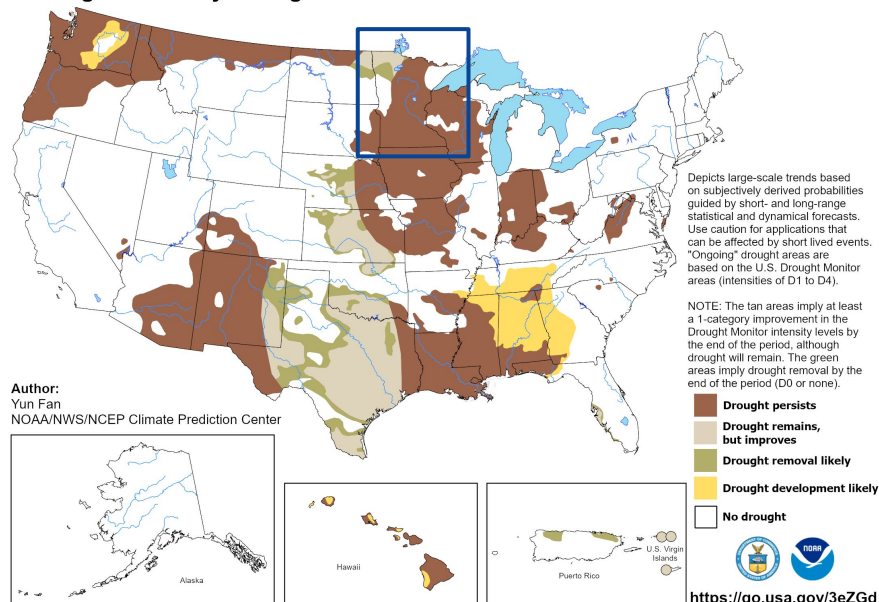 Depicts large-scale trends based
on subjectively derived probabilities
guided by short- and long-range
statistical and dynamical forecasts.
Use caution for applications that
can be affected by short lived events.
"Ongoing" drought areas are
based on the U.S. Drought Monitor
areas (intensities of D1 to D4).
NOTE: The tan areas imply at least
a 1-category improvement in the
Drought Monitor intensity levels by
the end of the period, although
drought will remain. The green
areas imply drought removal by the
end of the period (D0 or none).
Author:
Yun Fan
NOAA/NWS/NCEP Climate Prediction Center
Drought persists
Drought remains,
but improves
Drought removal likely
Drought development likely
No drought
Alaska
Hawaii
Puerto Rico
U.S. Virgin
Islands
NOAA
https://go.usa.gov/3eZGd